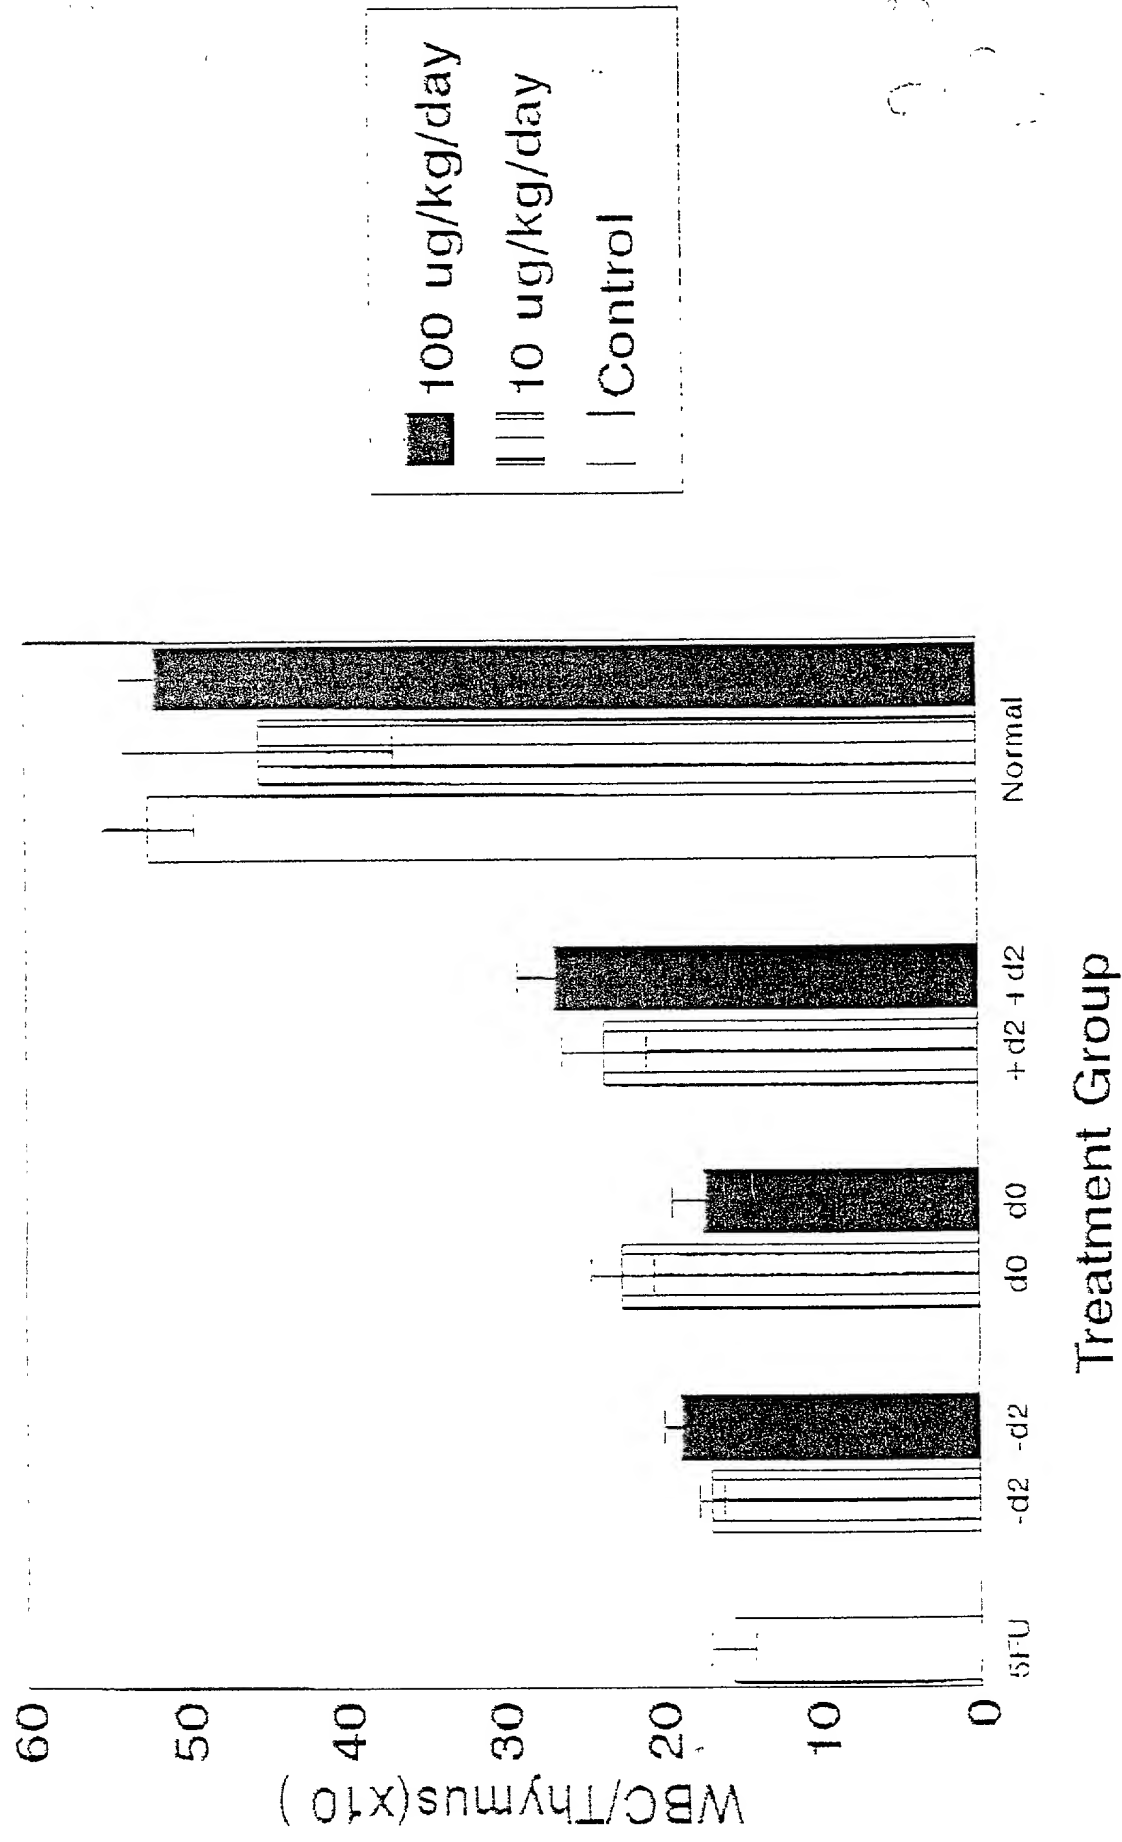 WBC/Thymus(x10 )
60
50
40
30
20
10
0
5FU
-d2
-d2
d0
d0
+d2
+d2
Normal
Treatment Group
100 ug/kg/day
10 ug/kg/day
Control